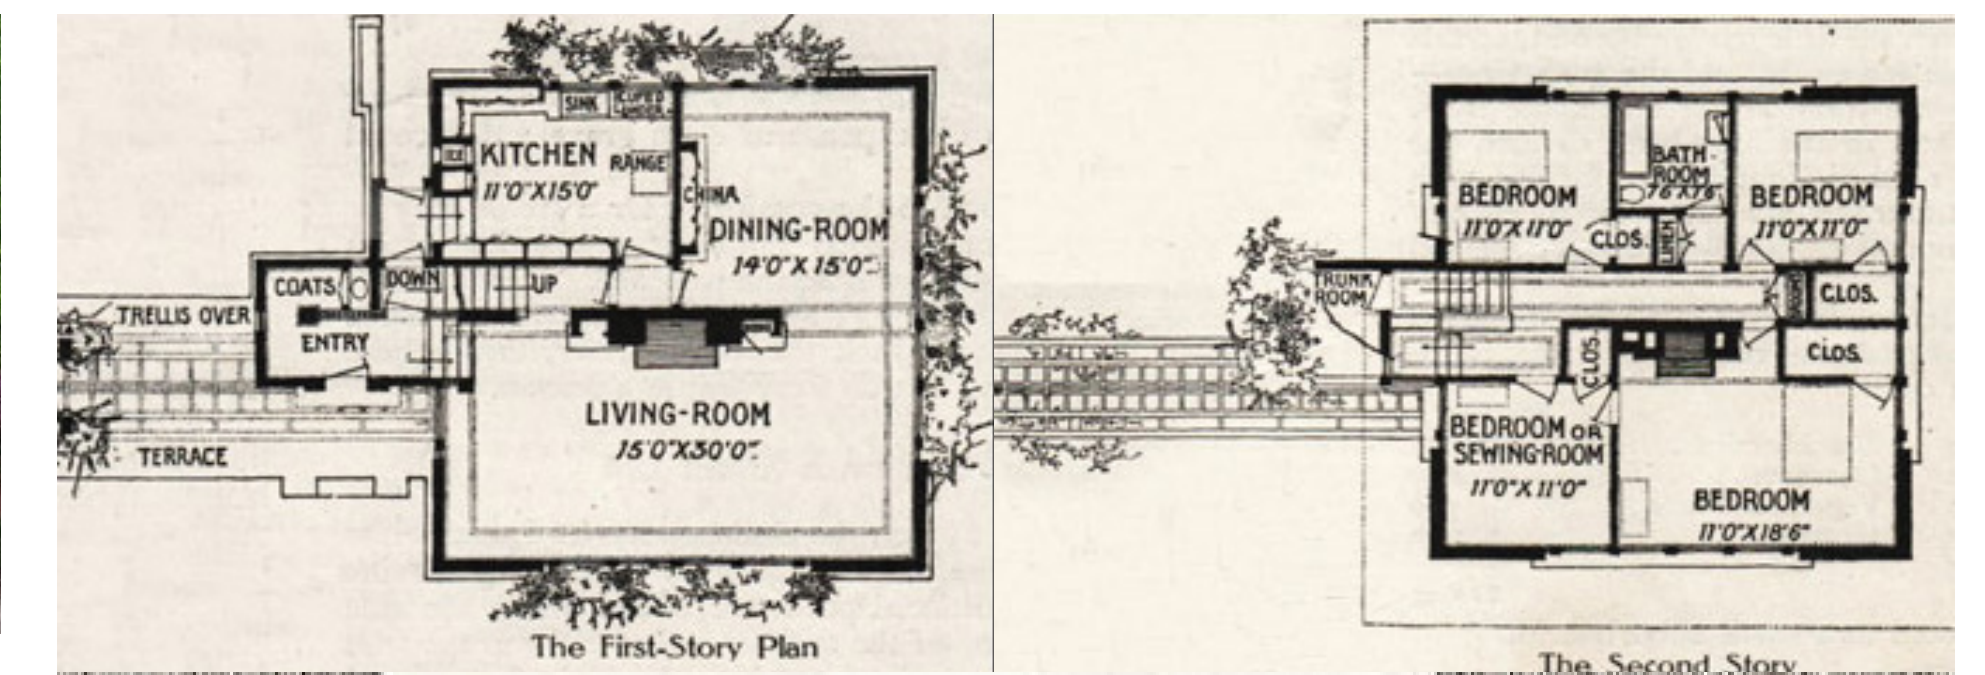 SINK
ICE
KITCHEN
11'0"X15'0"
RANGE
CHINA
DINING-ROOM
14'0" X 15'0"
COATS
DOWN
UP
TRELLIS OVER
ENTRY
LIVING-ROOM
15'0"X30'0"
TERRACE
The First-Story Plan
BATH-
ROOM
7'6"X7'6"
BEDROOM
11'0"X11'0"
BEDROOM
11'0"X11'0"
CLOS.
LINEN
TRUNK
ROOM
CLOS.
CLOS.
CLOS.
BEDROOM OR
SEWING-ROOM
11'0"X11'0"
BEDROOM
11'0"X18'6"
The Second Story